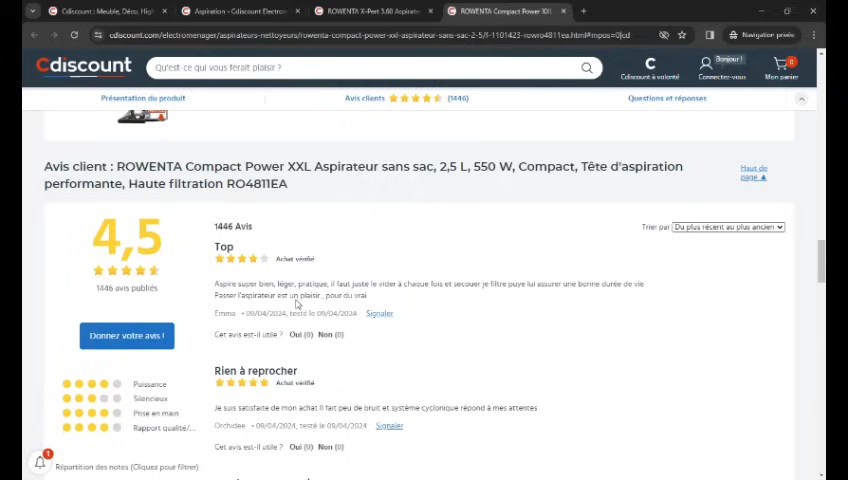 Cdiscount : Meuble, Déco, High
Aspiration - Cdiscount Electrom
ROWENTA X-Pert 3.60 Aspirate
ROWENTA Compact Power XXL
cdiscount.com/electromenager/aspirateurs-nettoyeurs/rowenta-compact-power-xxl-aspirateur-sans-sac-2-5/f-1101423-rowro4811ea.html#mpos=0|cd
Navigation privée
Cdiscount
Qu'est-ce qui vous ferait plaisir ?
C
Cdiscount à volonté
Bonjour !
Connectez-vous
0
Mon panier
Présentation du produit
Avis clients
(1446)
Questions et réponses
Avis client : ROWENTA Compact Power XXL Aspirateur sans sac, 2,5 L, 550 W, Compact, Tête d'aspiration
performante, Haute filtration RO4811EA
Haut de
page ▲
4,5
1446 avis publiés
Donnez votre avis !
Puissance
Silencieux
Prise en main
Rapport qualité/...
Répartition des notes (Cliquez pour filtrer)
1
1446 Avis
Trier par
Du plus récent au plus ancien
Top
Achat vérifié
Aspire super bien, léger, pratique, il faut juste le vider à chaque fois et secouer je filtre puye lui assurer une bonne durée de vie
Passer l'aspirateur est un plaisir , pour du vrai
Emma • 09/04/2024, testé le 09/04/2024
Signaler
Cet avis est-il utile ? Oui (0) Non (0)
Rien à reprocher
Achat vérifié
Je suis satisfaite de mon achat Il fait peu de bruit et système cyclonique répond à mes attentes
Orchidee • 09/04/2024, testé le 09/04/2024
Signaler
Cet avis est-il utile ? Oui (0) Non (0)